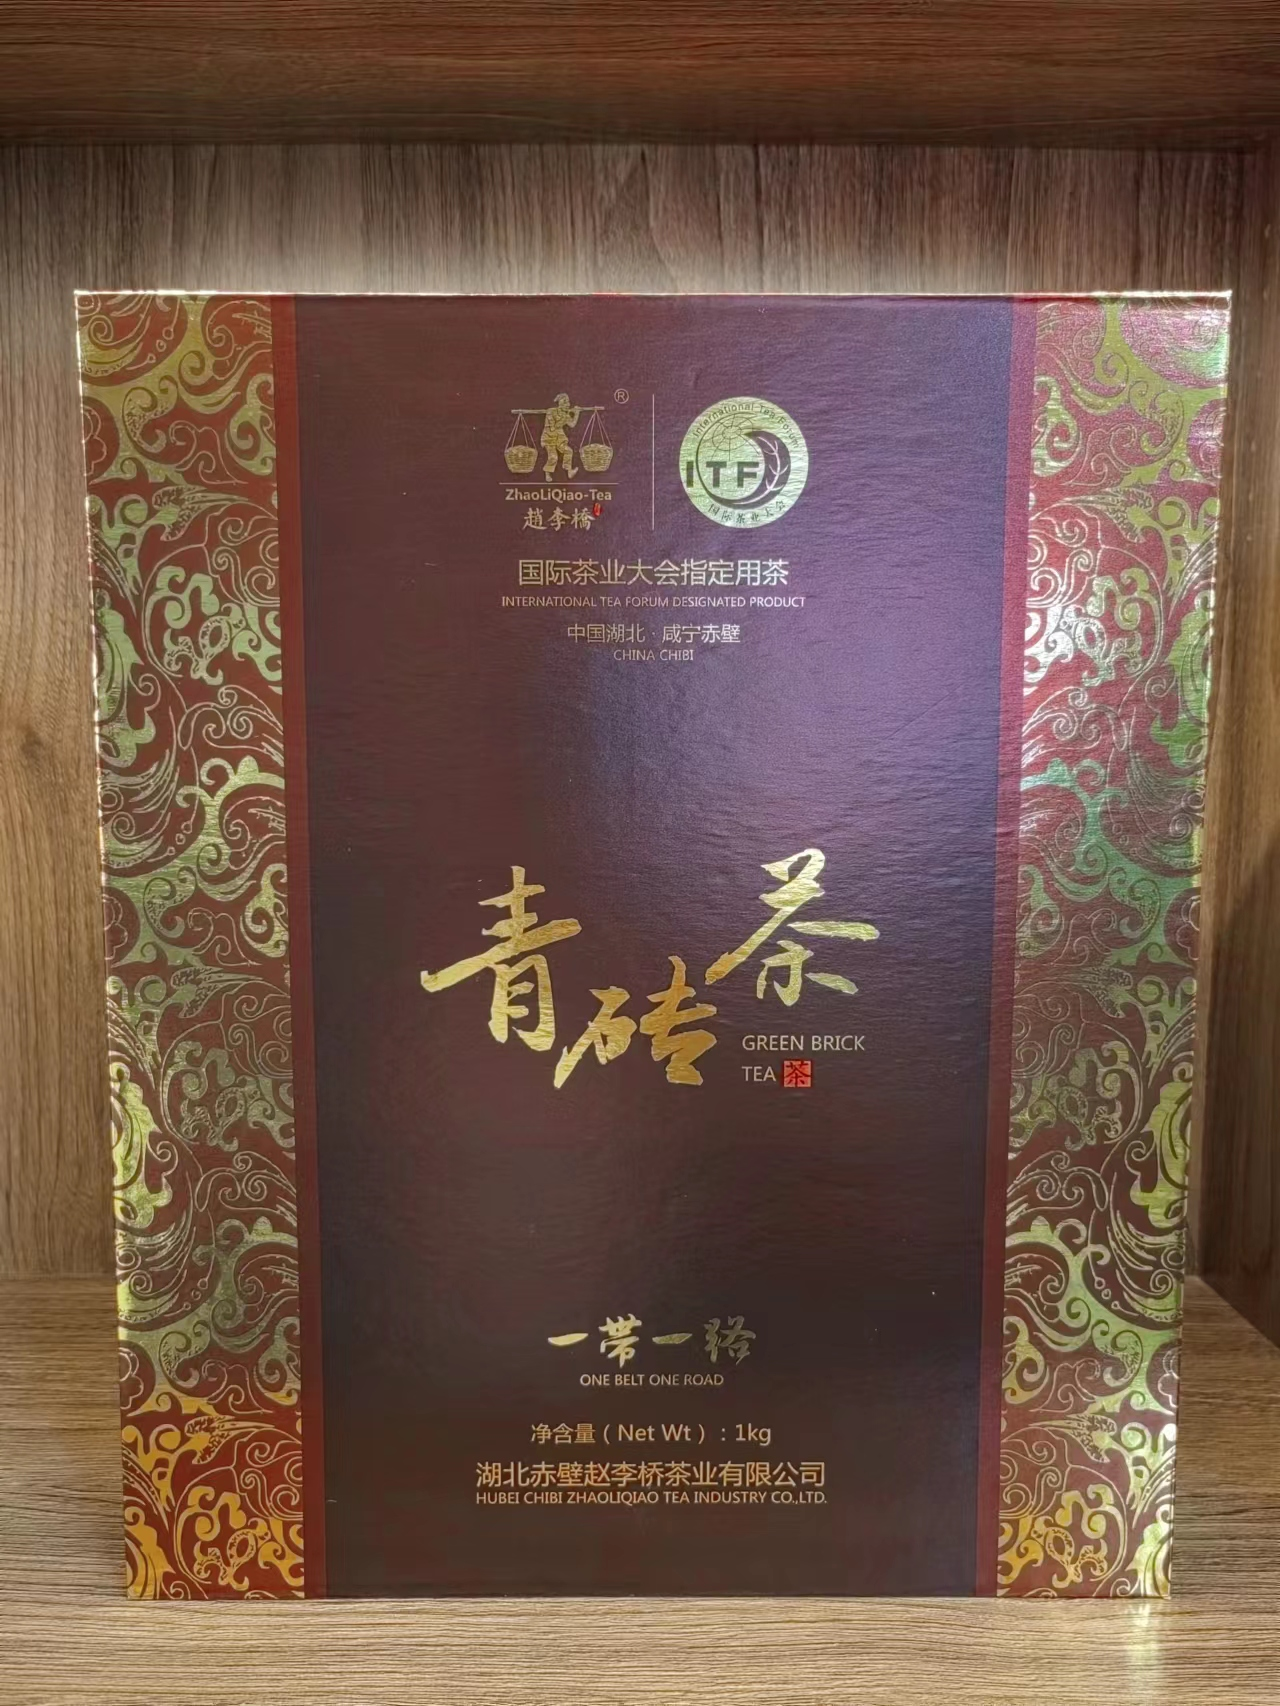 ®
ZhaoLiQiao-Tea
趙李橋
International Tea Forum
ITF
国际茶业大会
国际茶业大会指定用茶
INTERNATIONAL TEA FORUM DESIGNATED PRODUCT
中国湖北·咸宁赤壁
CHINA CHIBI
青砖茶
GREEN BRICK
TEA 茶
一带一路
ONE BELT ONE ROAD
净含量(Net Wt):1kg
湖北赤壁赵李桥茶业有限公司
HUBEI CHIBI ZHAOLIQIAO TEA INDUSTRY CO.,LTD.